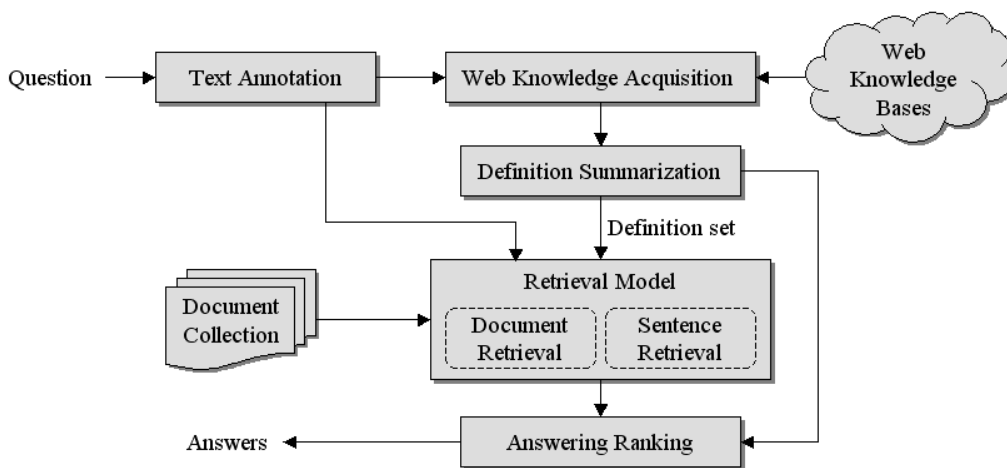 Question
Text Annotation
Web Knowledge Acquisition
Web
Knowledge
Bases
Definition Summarization
Definition set
Retrieval Model
Document
Collection
Document
Retrieval
Sentence
Retrieval
Answers
Answering Ranking